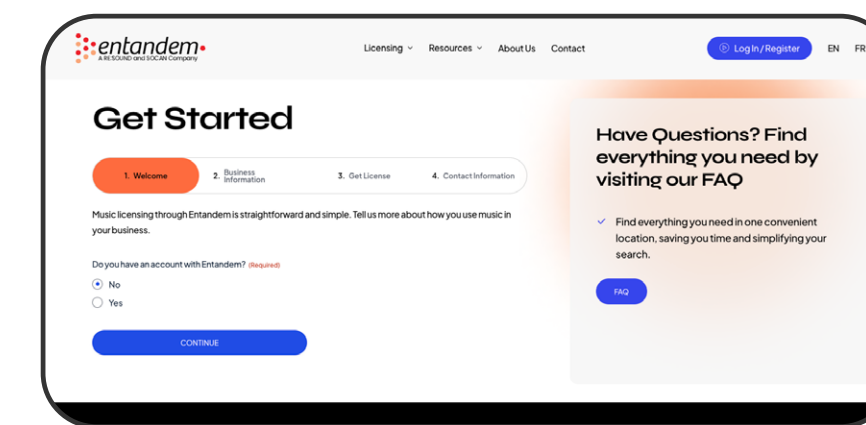 entandem
A RE:SOUND and SOCAN Company
Licensing
Resources
About Us
Contact
Log In / Register
EN
FR
Get Started
1. Welcome
2. Business
Information
3. Get License
4. Contact Information
Music licensing through Entandem is straightforward and simple. Tell us more about how you use music in
your business.
Do you have an account with Entandem? (Required)
No
Yes
CONTINUE
Have Questions? Find
everything you need by
visiting our FAQ
Find everything you need in one convenient
location, saving you time and simplifying your
search.
FAQ